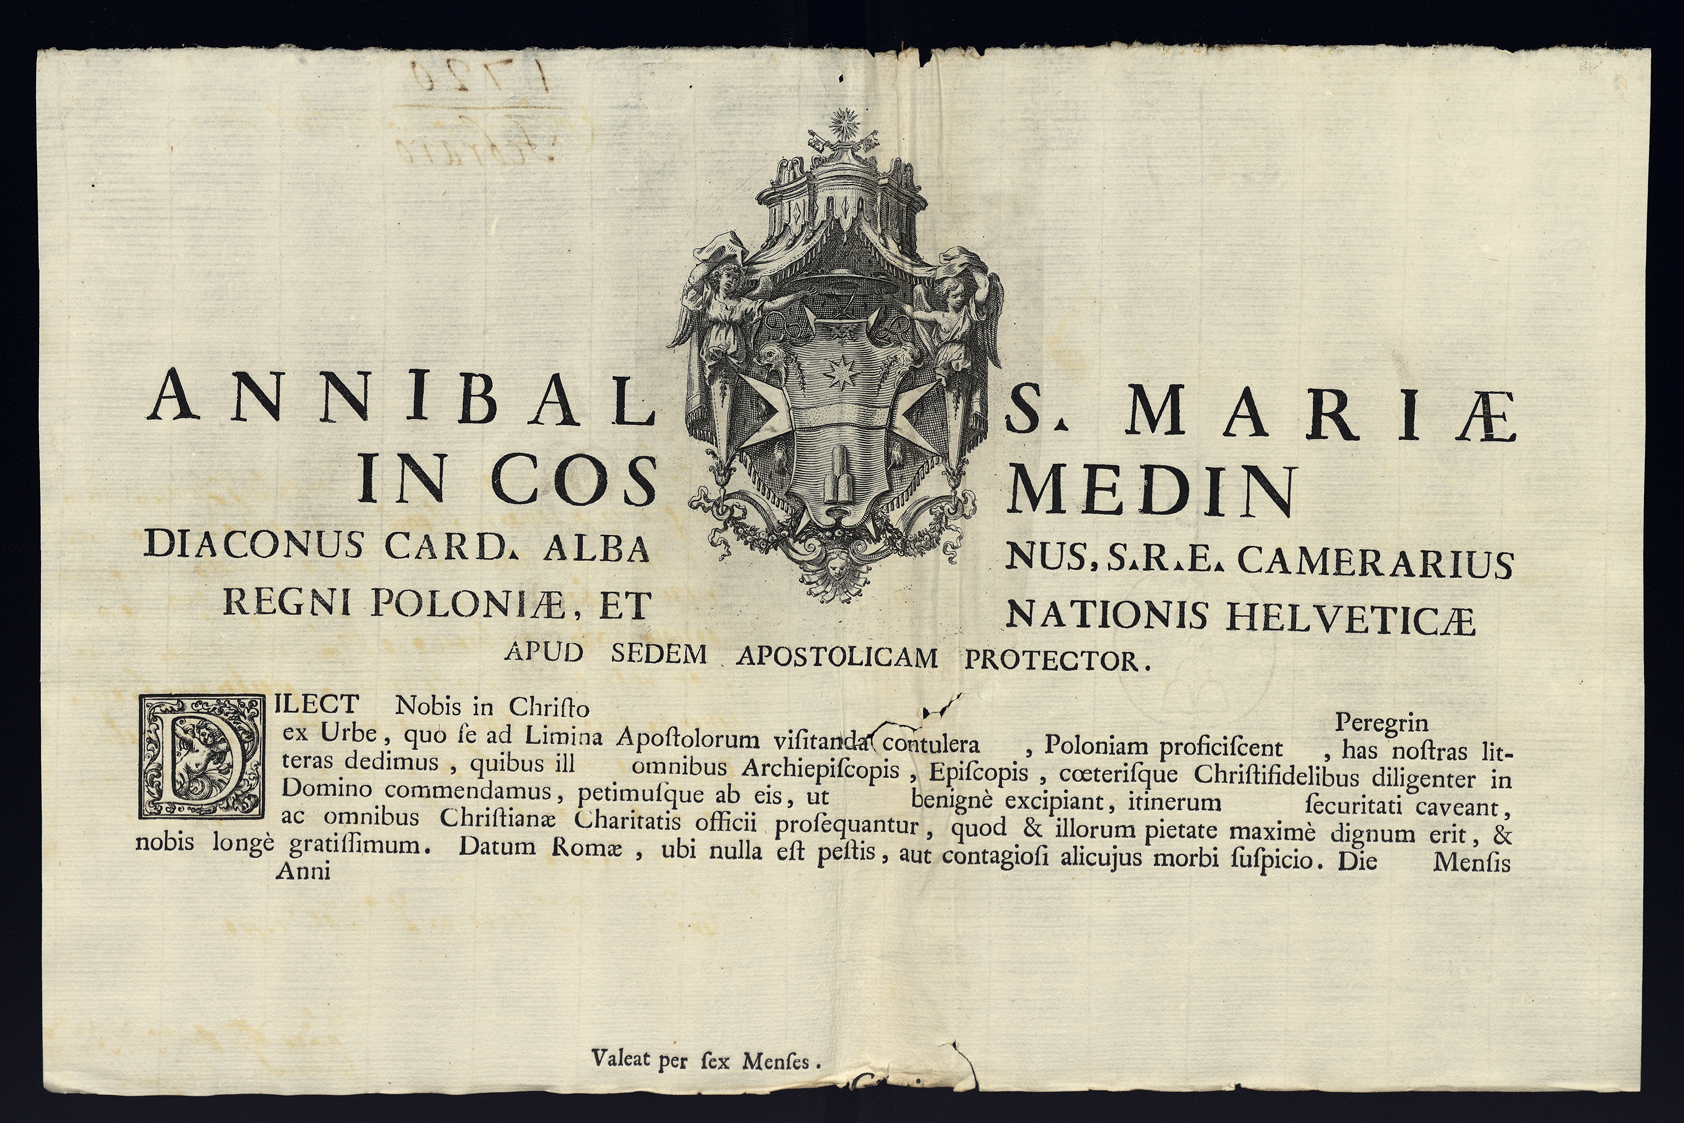 1720
Febraro
ANNIBAL S. MARIÆ
IN COS MEDIN
DIACONUS CARD. ALBA NUS, S.R.E. CAMERARIUS
REGNI POLONIÆ, ET NATIONIS HELVETICÆ
APUD SEDEM APOSTOLICAM PROTECTOR.
DILECT Nobis in Chriſto Peregrin
ex Urbe, quo ſe ad Limina Apoſtolorum viſitanda contulera , Poloniam proficiſcent , has noſtras lit-
teras dedimus, quibus ill omnibus Archiepiſcopis, Epiſcopis, cœteriſque Chriſtifidelibus diligenter in
Domino commendamus, petimuſque ab eis, ut benignè excipiant, itinerum ſecuritati caveant,
ac omnibus Chriſtianæ Charitatis officii proſequantur, quod & illorum pietate maximè dignum erit, &
nobis longè gratiſſimum. Datum Romæ, ubi nulla eſt peſtis, aut contagioſi alicujus morbi ſuſpicio. Die Menſis
Anni
Valeat per ſex Menſes.